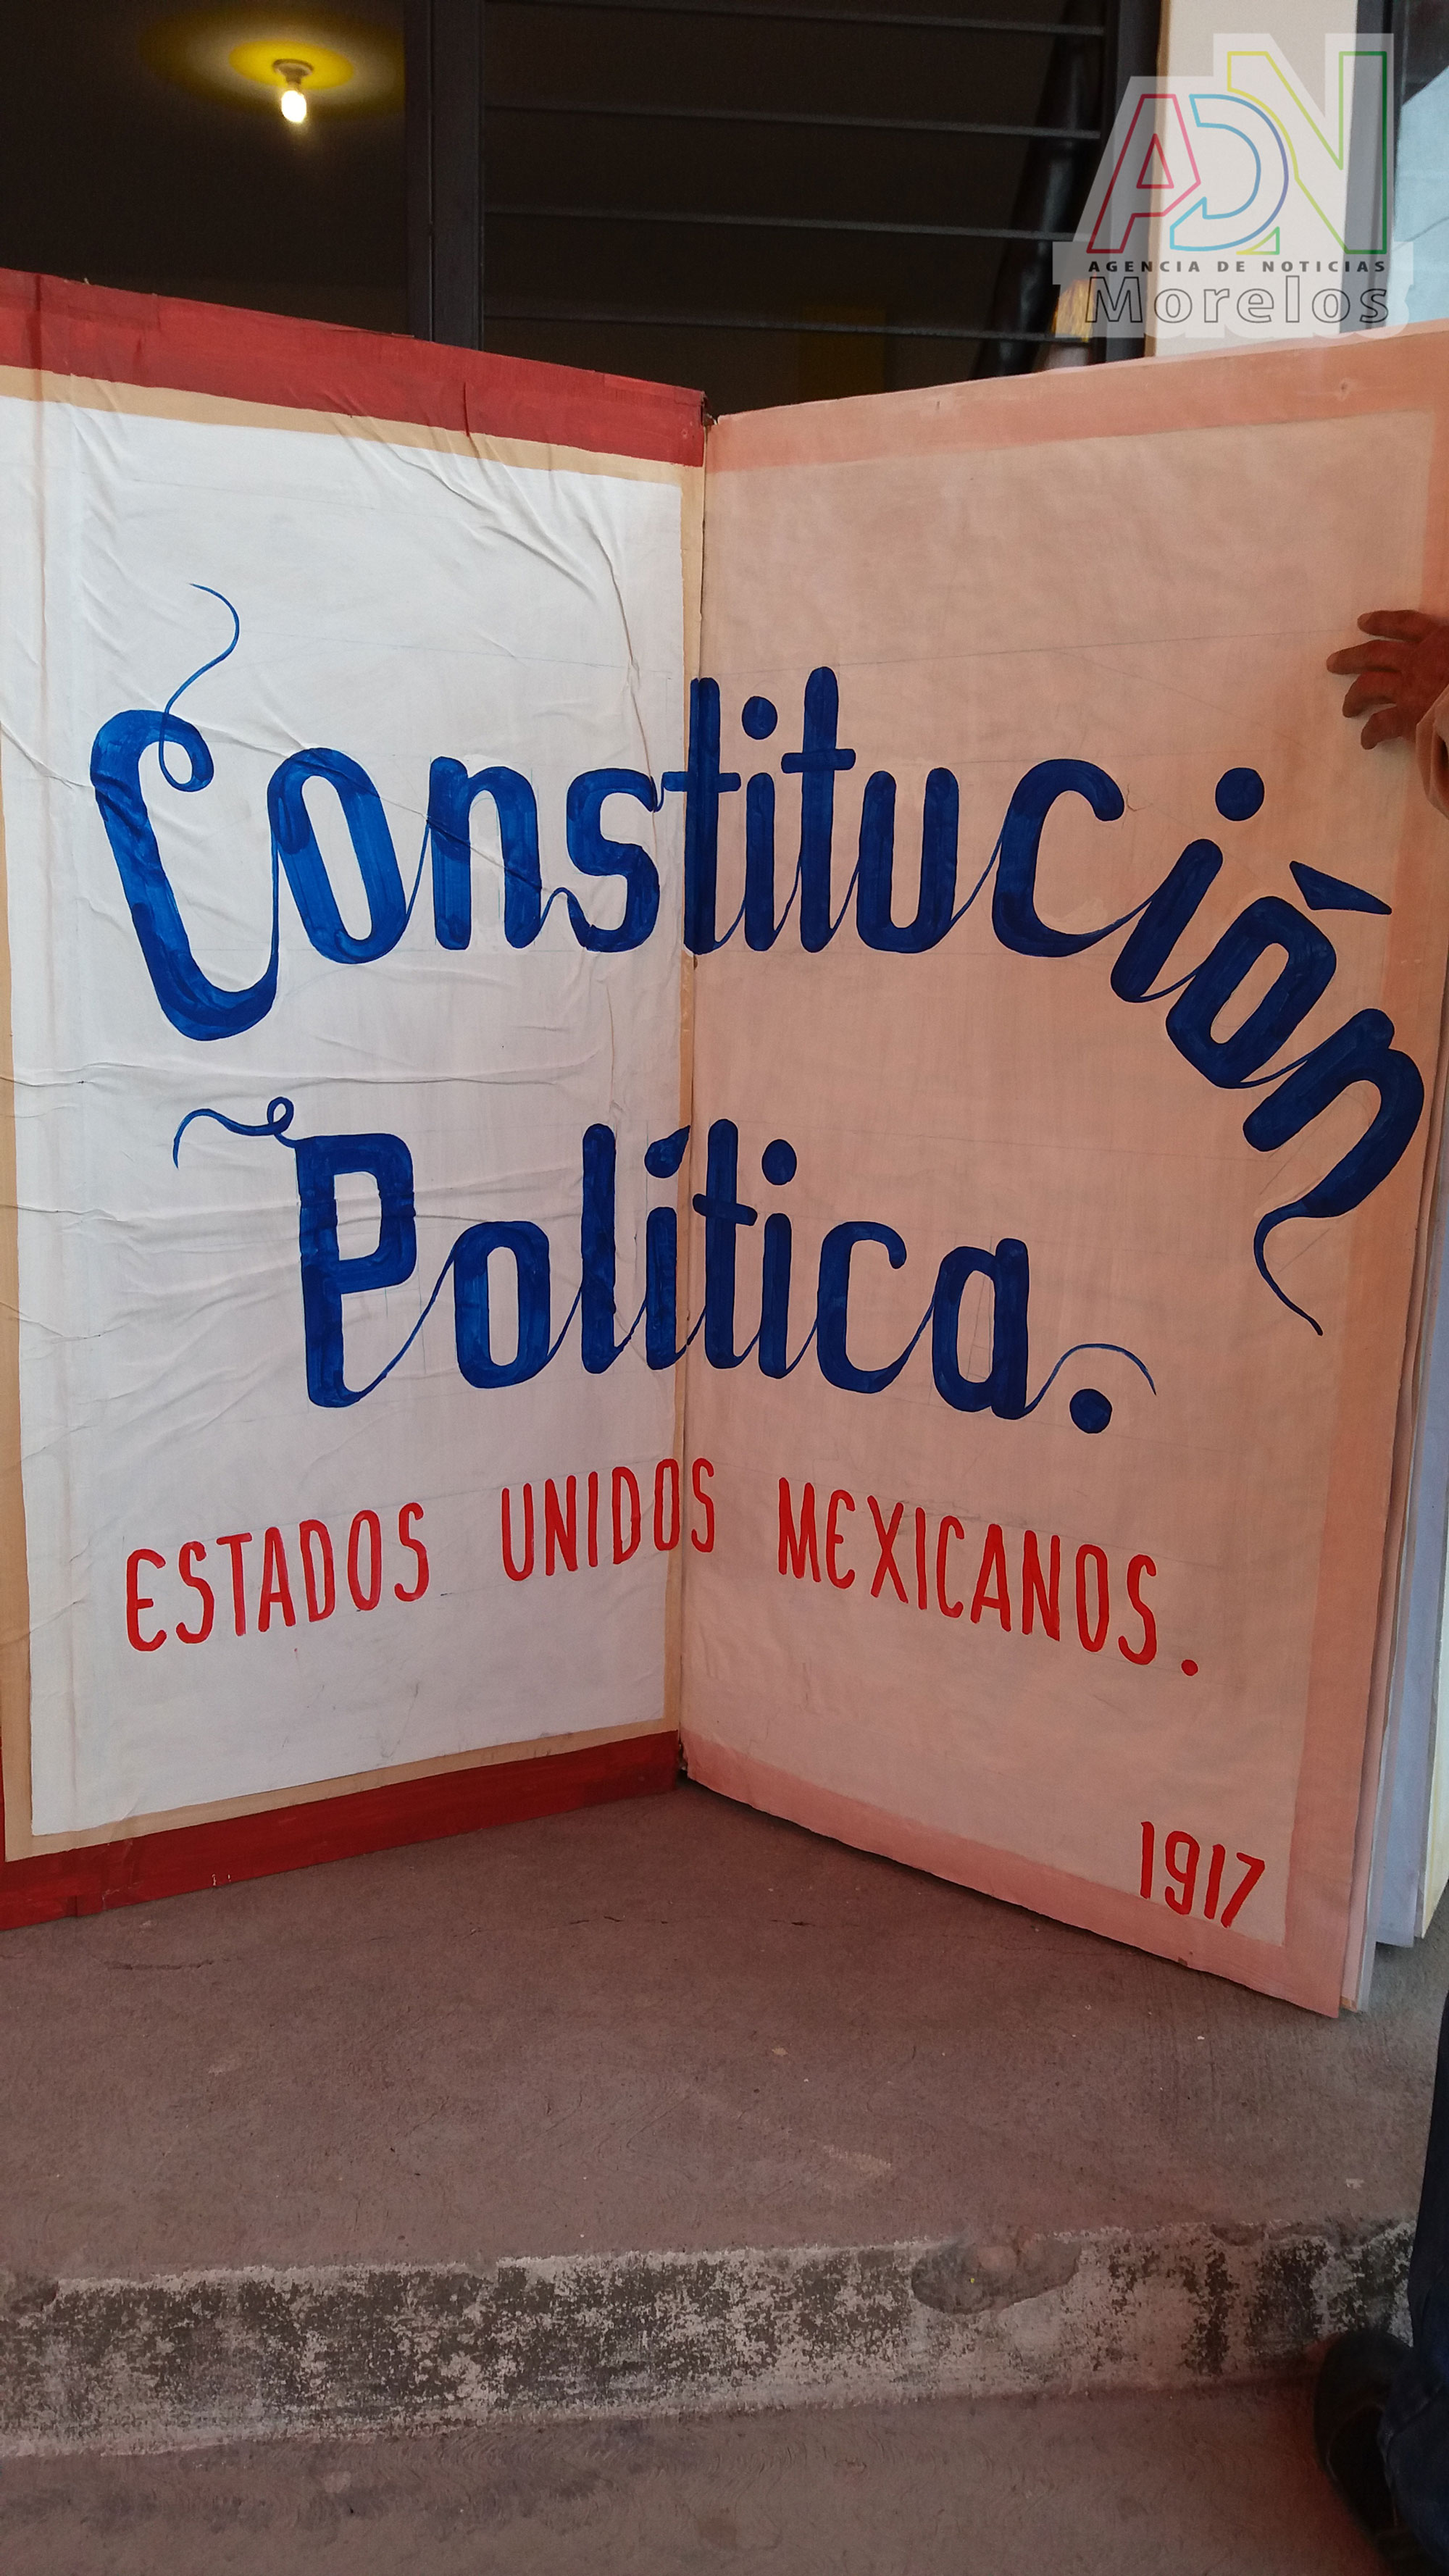 ADN
AGENCIA DE NOTICIAS
Morelos
Constitución
Política.
ESTADOS UNIDOS MEXICANOS.
1917